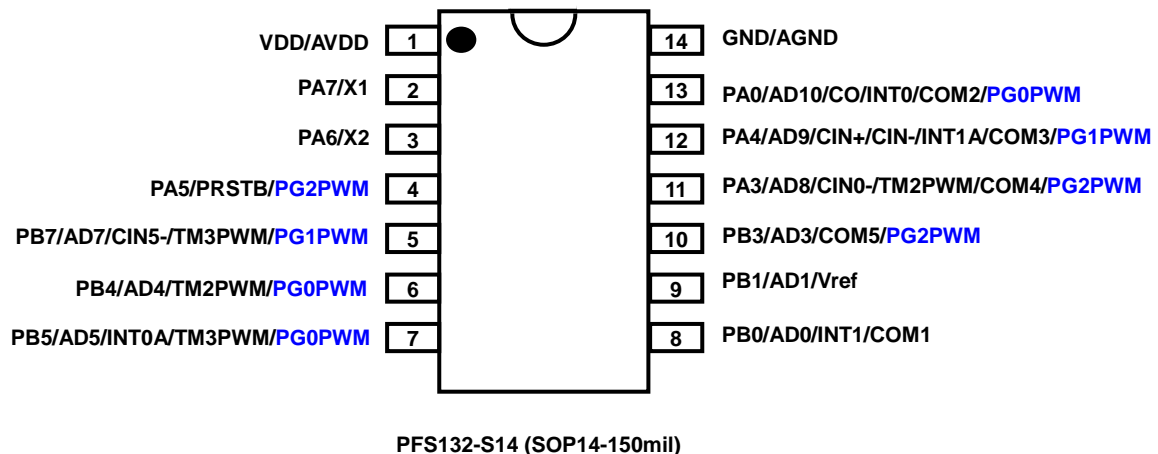 VDD/AVDD 1 14 GND/AGND
PA7/X1 2 13 PA0/AD10/CO/INT0/COM2/PG0PWM
PA6/X2 3 12 PA4/AD9/CIN+/CIN-/INT1A/COM3/PG1PWM
PA5/PRSTB/PG2PWM 4 11 PA3/AD8/CIN0-/TM2PWM/COM4/PG2PWM
PB7/AD7/CIN5-/TM3PWM/PG1PWM 5 10 PB3/AD3/COM5/PG2PWM
PB4/AD4/TM2PWM/PG0PWM 6 9 PB1/AD1/Vref
PB5/AD5/INT0A/TM3PWM/PG0PWM 7 8 PB0/AD0/INT1/COM1
PFS132-S14 (SOP14-150mil)